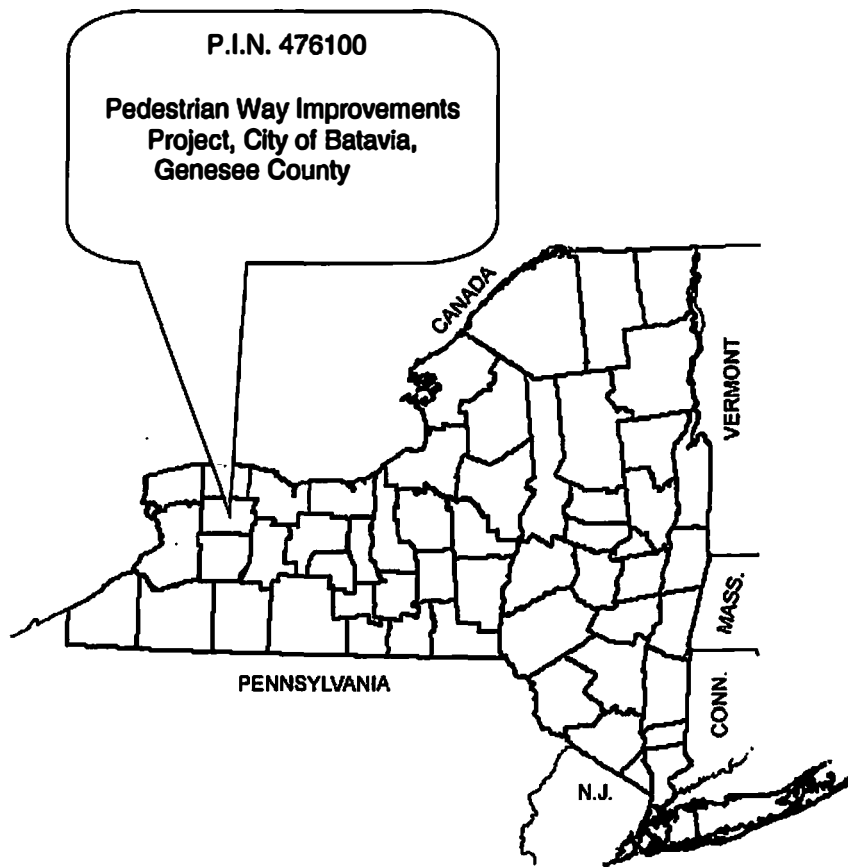 P.I.N. 476100
Pedestrian Way Improvements
Project, City of Batavia,
Genesee County
CANADA
VERMONT
MASS.
PENNSYLVANIA
CONN.
N.J.